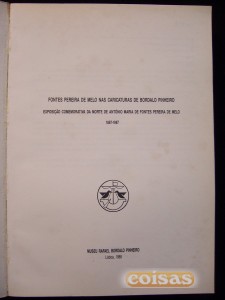 FONTES PEREIRA DE MELO NAS CARICATURAS DE BORDALO PINHEIRO
EXPOSIÇÃO COMEMORATIVA DA MORTE DE ANTÓNIO MARIA DE FONTES PEREIRA DE MELO
1887-1987
MUSEU RAFAEL BORDALO PINHEIRO
Lisboa, 1988
coisas